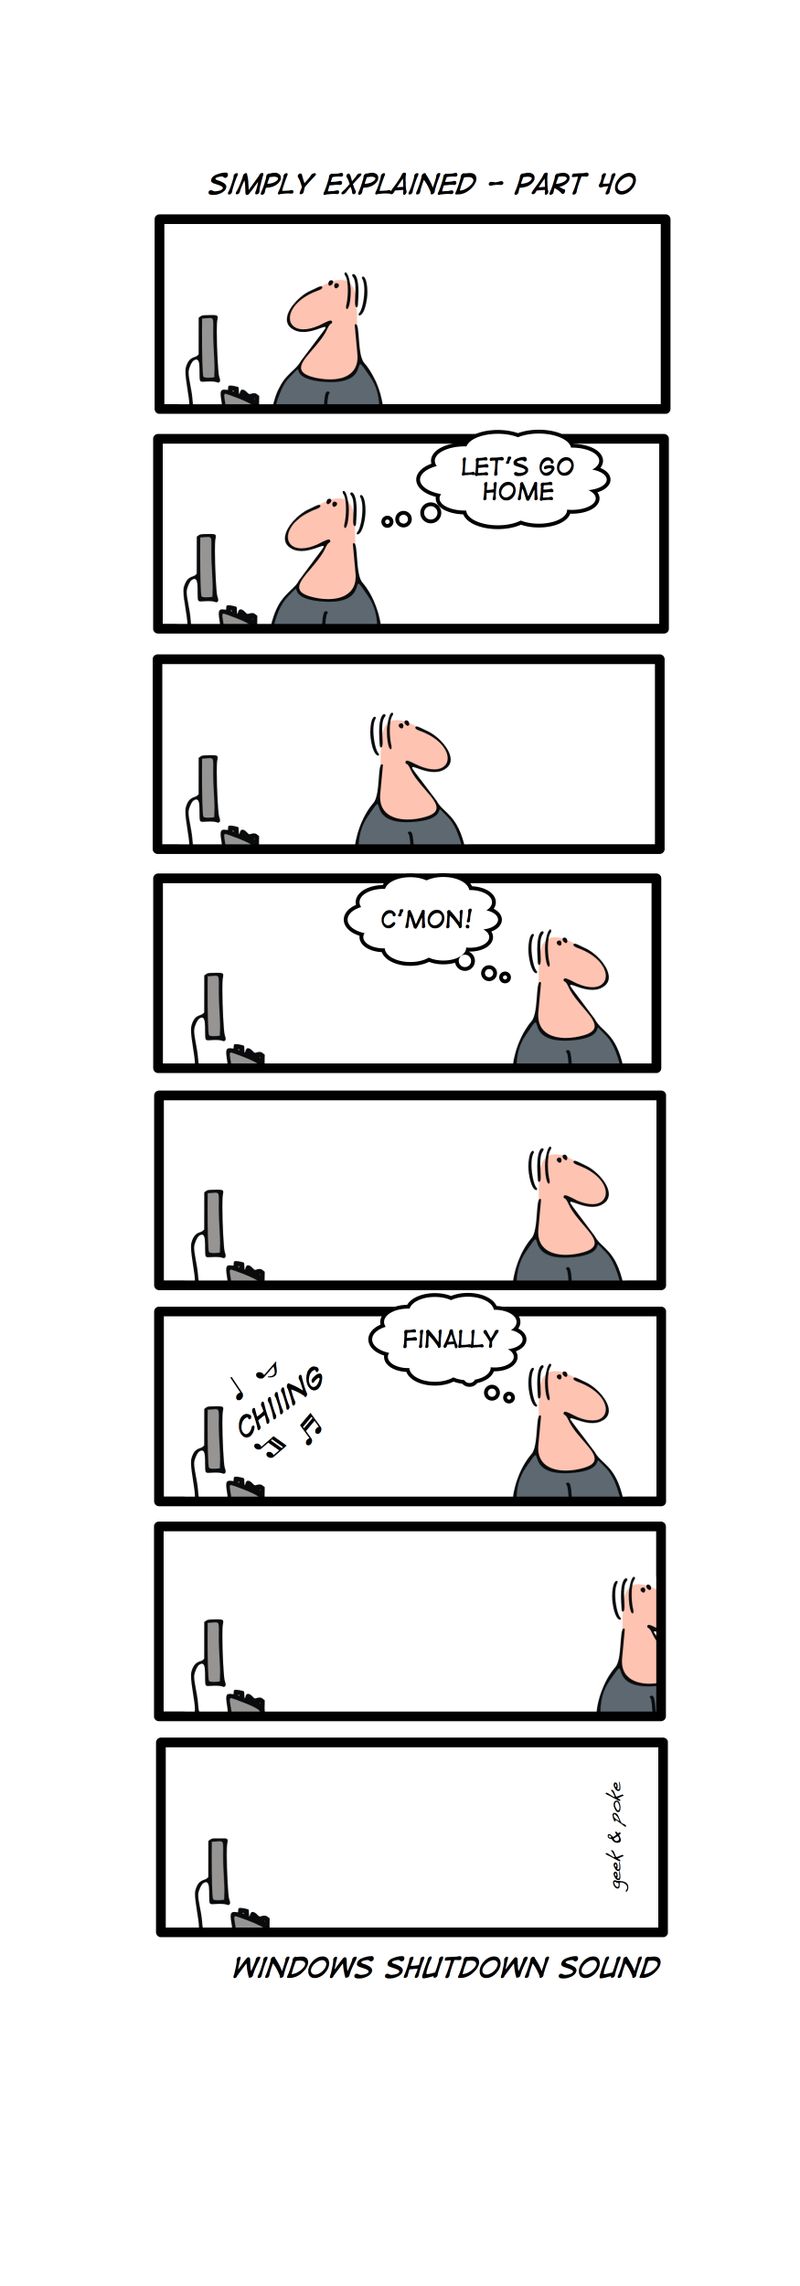 SIMPLY EXPLAINED - PART 40
LET'S GO
HOME
C'MON!
FINALLY
CHIIING
geek & poke
WINDOWS SHUTDOWN SOUND